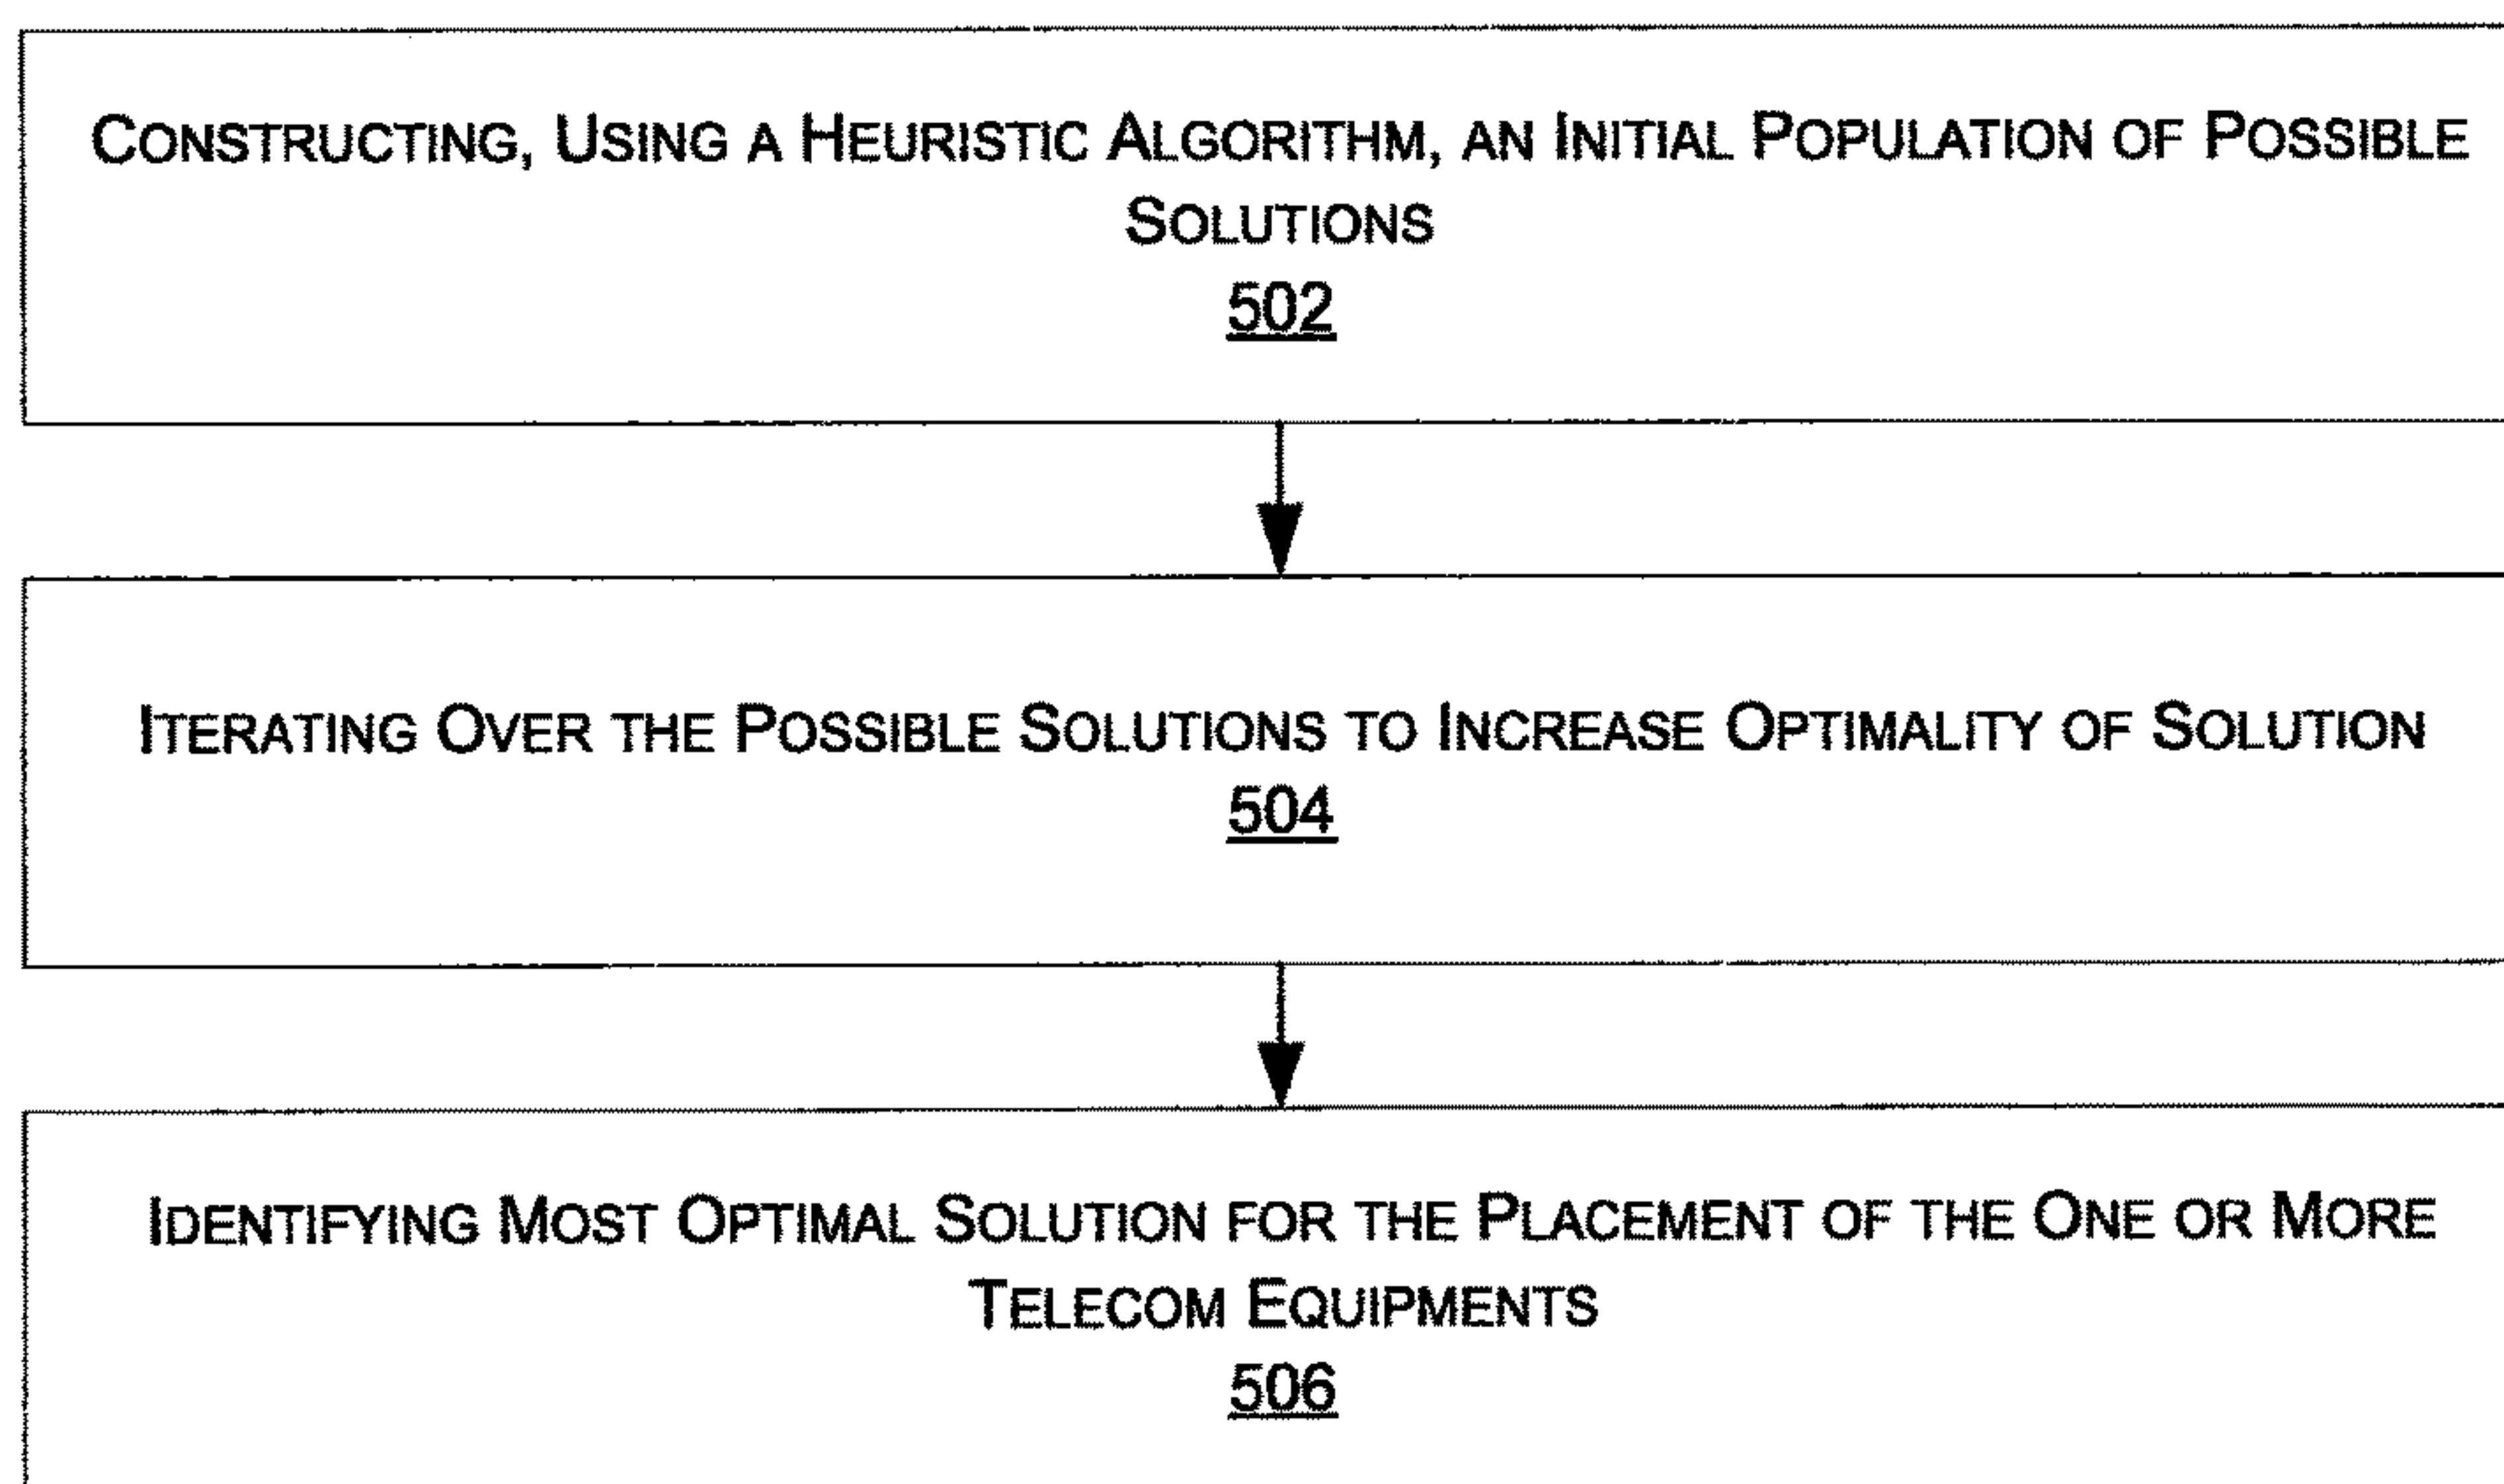 CONSTRUCTING, USING A HEURISTIC ALGORITHM, AN INITIAL POPULATION OF POSSIBLE
SOLUTIONS
502
ITERATING OVER THE POSSIBLE SOLUTIONS TO INCREASE OPTIMALITY OF SOLUTION
504
IDENTIFYING MOST OPTIMAL SOLUTION FOR THE PLACEMENT OF THE ONE OR MORE
TELECOM EQUIPMENTS
506